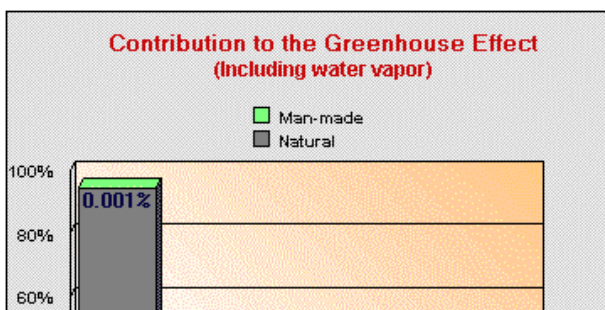 Contribution to the Greenhouse Effect
(Including water vapor)
Man-made
Natural
100%
0.001%
80%
60%